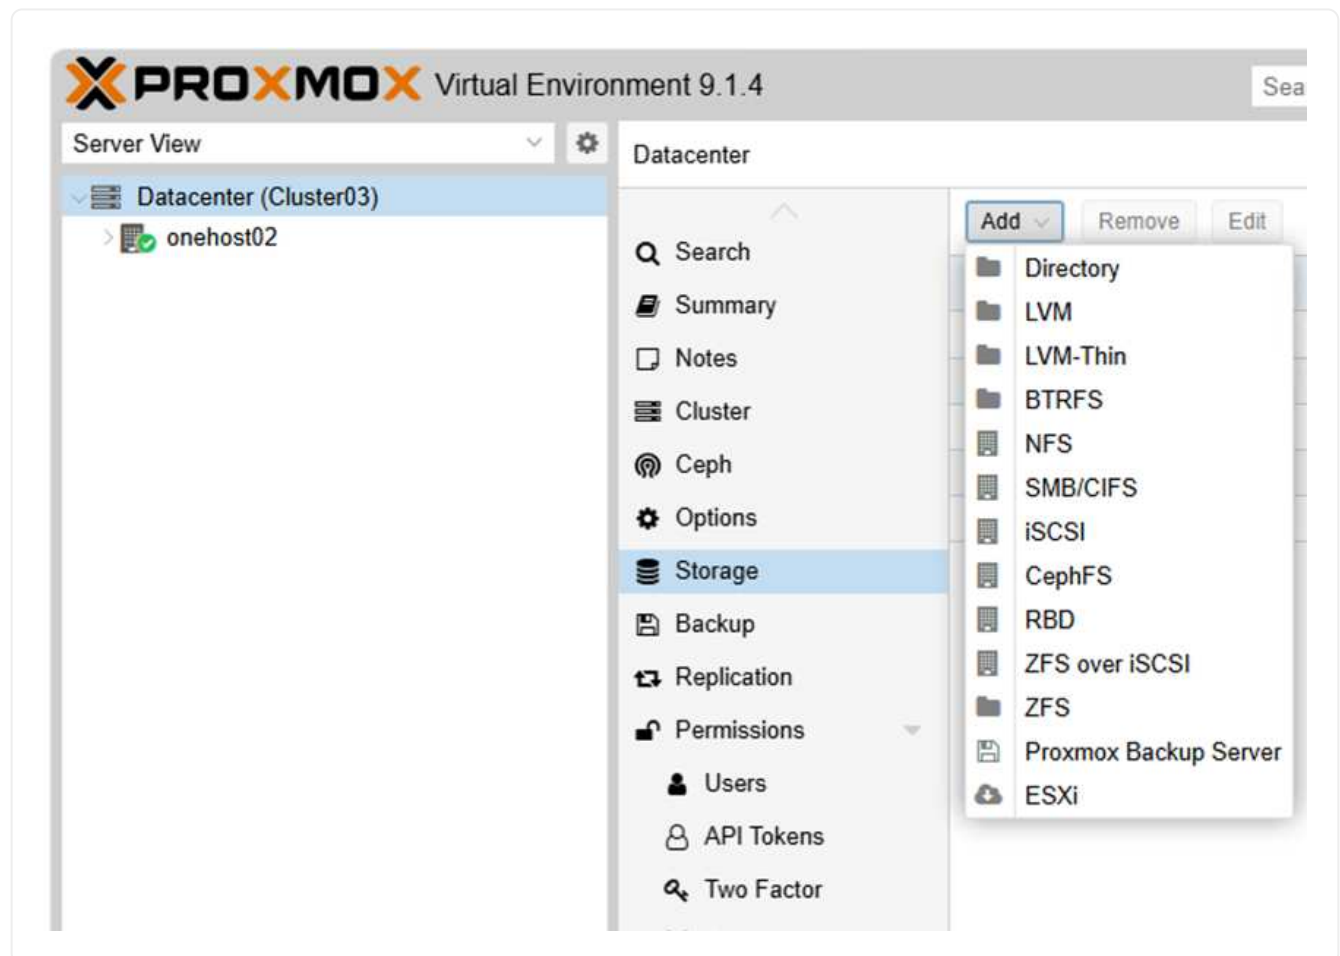 PROXMOX Virtual Environment 9.1.4
Sea
Server View
Datacenter (Cluster03)
onehost02
Datacenter
Search
Summary
Notes
Cluster
Ceph
Options
Storage
Backup
Replication
Permissions
Users
API Tokens
Two Factor
Add
Remove
Edit
Directory
LVM
LVM-Thin
BTRFS
NFS
SMB/CIFS
iSCSI
CephFS
RBD
ZFS over iSCSI
ZFS
Proxmox Backup Server
ESXi